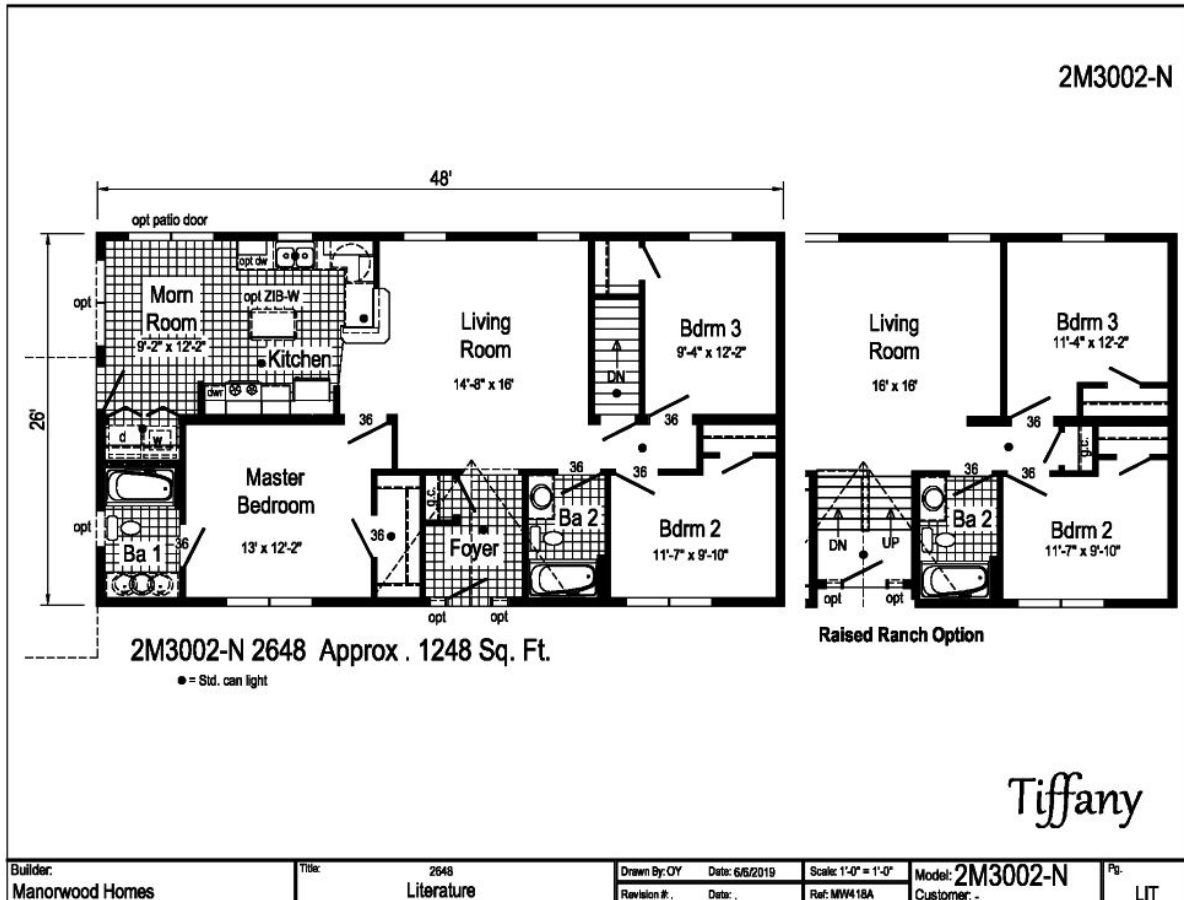 2M3002-N
48'
opt patio door
26'
opt
opt dw
Morn
Room
9'-2" x 12'-2"
opt ZIB-W
Kitchen
dwr
Living
Room
14'-8" x 16'
DN
Bdrm 3
9'-4" x 12'-2"
36
36
36
36
d
w
Master
Bedroom
13' x 12'-2"
opt
Ba 1
36
36
g.c.
Foyer
opt
opt
Ba 2
Bdrm 2
11'-7" x 9'-10"
Living
Room
16' x 16'
Bdrm 3
11'-4" x 12'-2"
36
36
36
g.c.
DN
UP
opt
opt
Ba 2
Bdrm 2
11'-7" x 9'-10"
Raised Ranch Option
2M3002-N 2648 Approx . 1248 Sq. Ft.
● = Std. can light
Tiffany
Builder:
Manorwood Homes
Title:
2648
Literature
Drawn By: OY Date: 6/5/2019
Revision #: . Date: .
Scale: 1'-0" = 1'-0"
Ref: MW418A
Model: 2M3002-N
Customer: -
Pg.
LIT